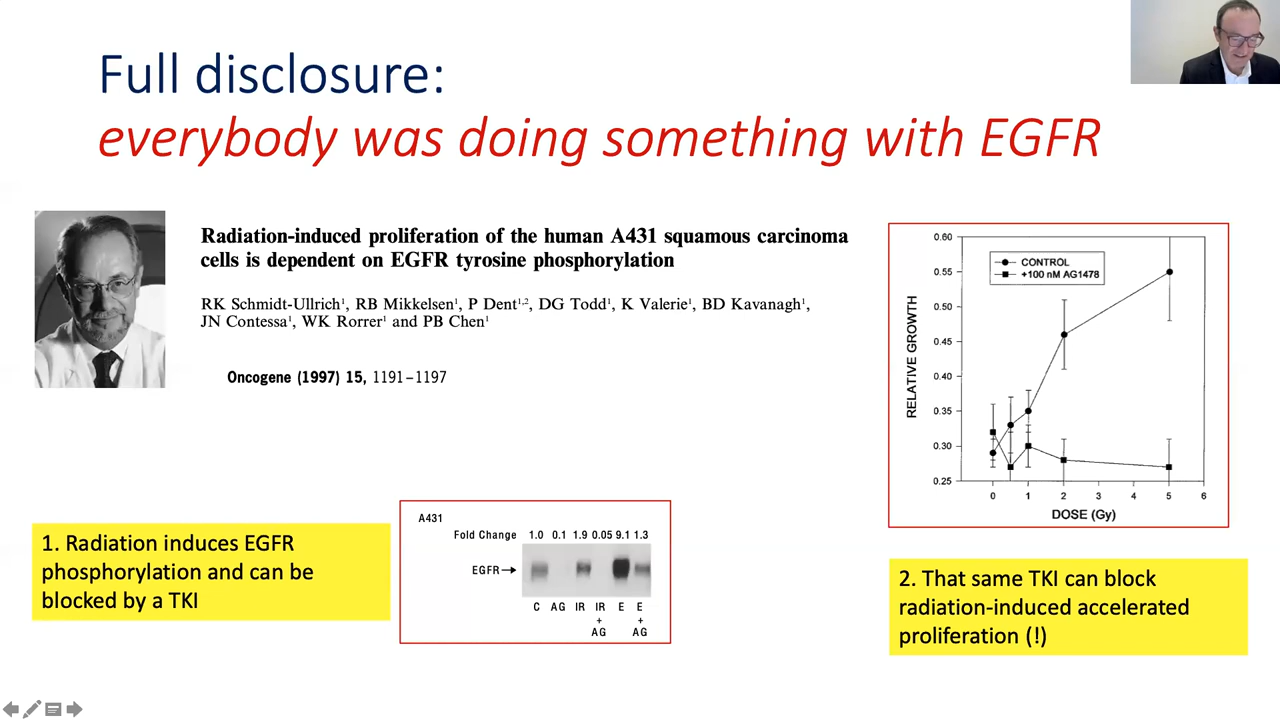 Full disclosure:
everybody was doing something with EGFR
Radiation-induced proliferation of the human A431 squamous carcinoma
cells is dependent on EGFR tyrosine phosphorylation
RK Schmidt-Ullrich¹, RB Mikkelsen¹, P Dent¹,², DG Todd¹, K Valerie¹, BD Kavanagh¹,
JN Contessa¹, WK Rorrer¹ and PB Chen¹
Oncogene (1997) 15, 1191–1197
1. Radiation induces EGFR
phosphorylation and can be
blocked by a TKI
A431
Fold Change 1.0 0.1 1.9 0.05 9.1 1.3
EGFR→
C AG IR IR + AG E E + AG
0.60
0.55
0.50
0.45
0.40
0.35
0.30
0.25
RELATIVE GROWTH
CONTROL
+100 nM AG1478
0 1 2 3 4 5 6
DOSE (Gy)
2. That same TKI can block
radiation-induced accelerated
proliferation (!)